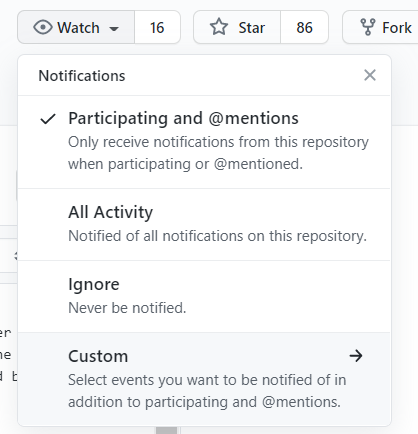 Watch 16 Star 86 Fork
Notifications
Participating and @mentions
Only receive notifications from this repository
when participating or @mentioned.
All Activity
Notified of all notifications on this repository.
Ignore
Never be notified.
er
ne
Custom
d b
Select events you want to be notified of in
addition to participating and @mentions.